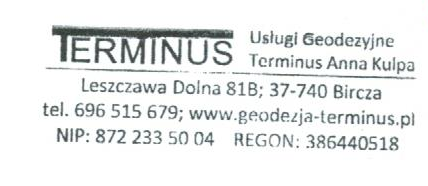 TERMINUS Usługi Geodezyjne
Terminus Anna Kulpa
Leszczawa Dolna 81B; 37-740 Bircza
tel. 696 515 679; www.geodezja-terminus.pl
NIP: 872 233 50 04 REGON: 386440518